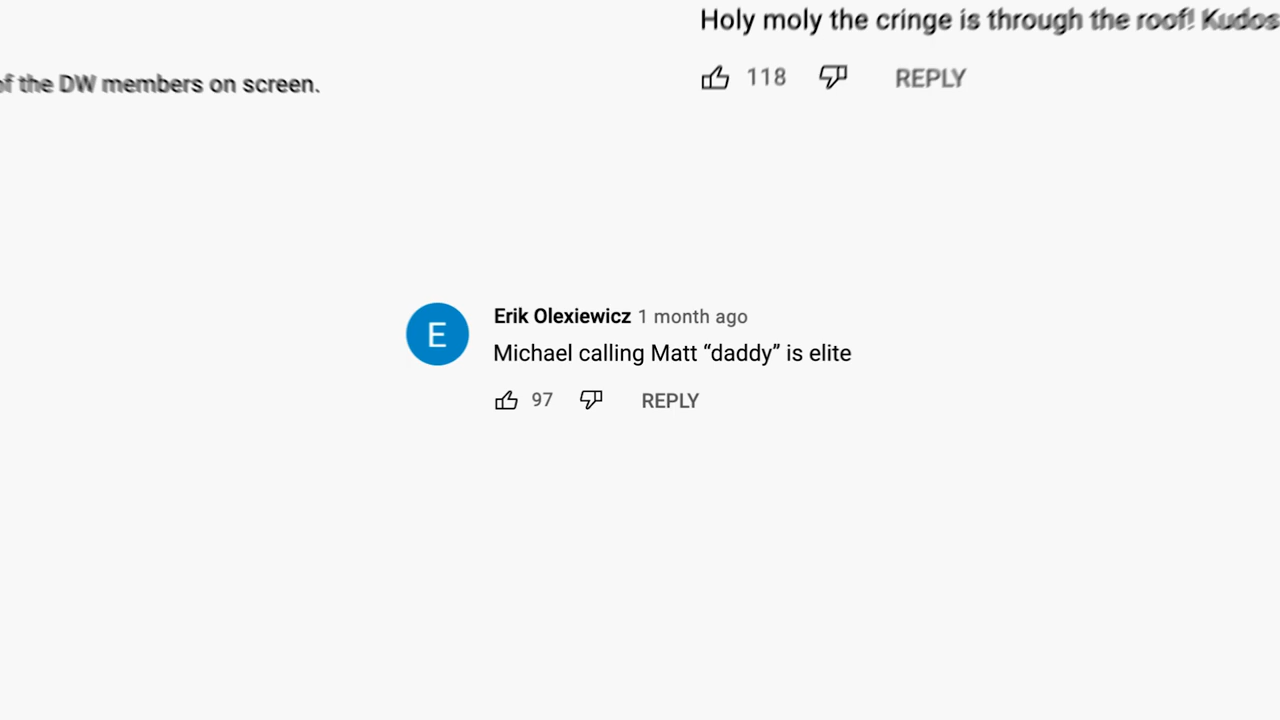 Holy moly the cringe is through the roof! Kudos
118 REPLY
of the DW members on screen.
E
Erik Olexiewicz 1 month ago
Michael calling Matt “daddy” is elite
97 REPLY